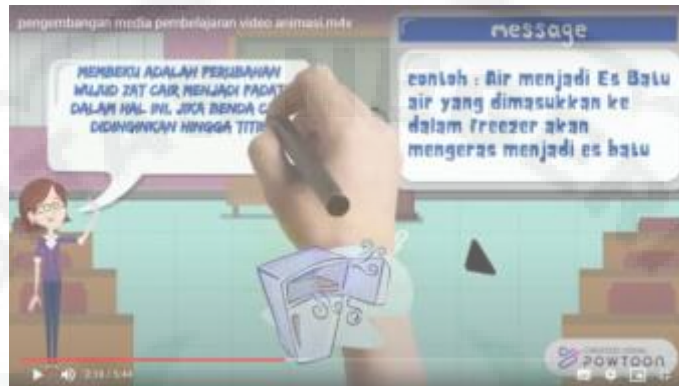 pengembangan media pembelajaran video animasi.m4v
MEMBEKU ADALAH PERUBAHAN
WUJUD ZAT CAIR MENJADI PADAT
DALAM HAL INI, JIKA BENDA
DIDINGINKAN HINGGA
message
contoh : Air menjadi Es Batu
air yang dimasukkan ke
dalam freezer akan
mengeras menjadi es batu
POWTOON